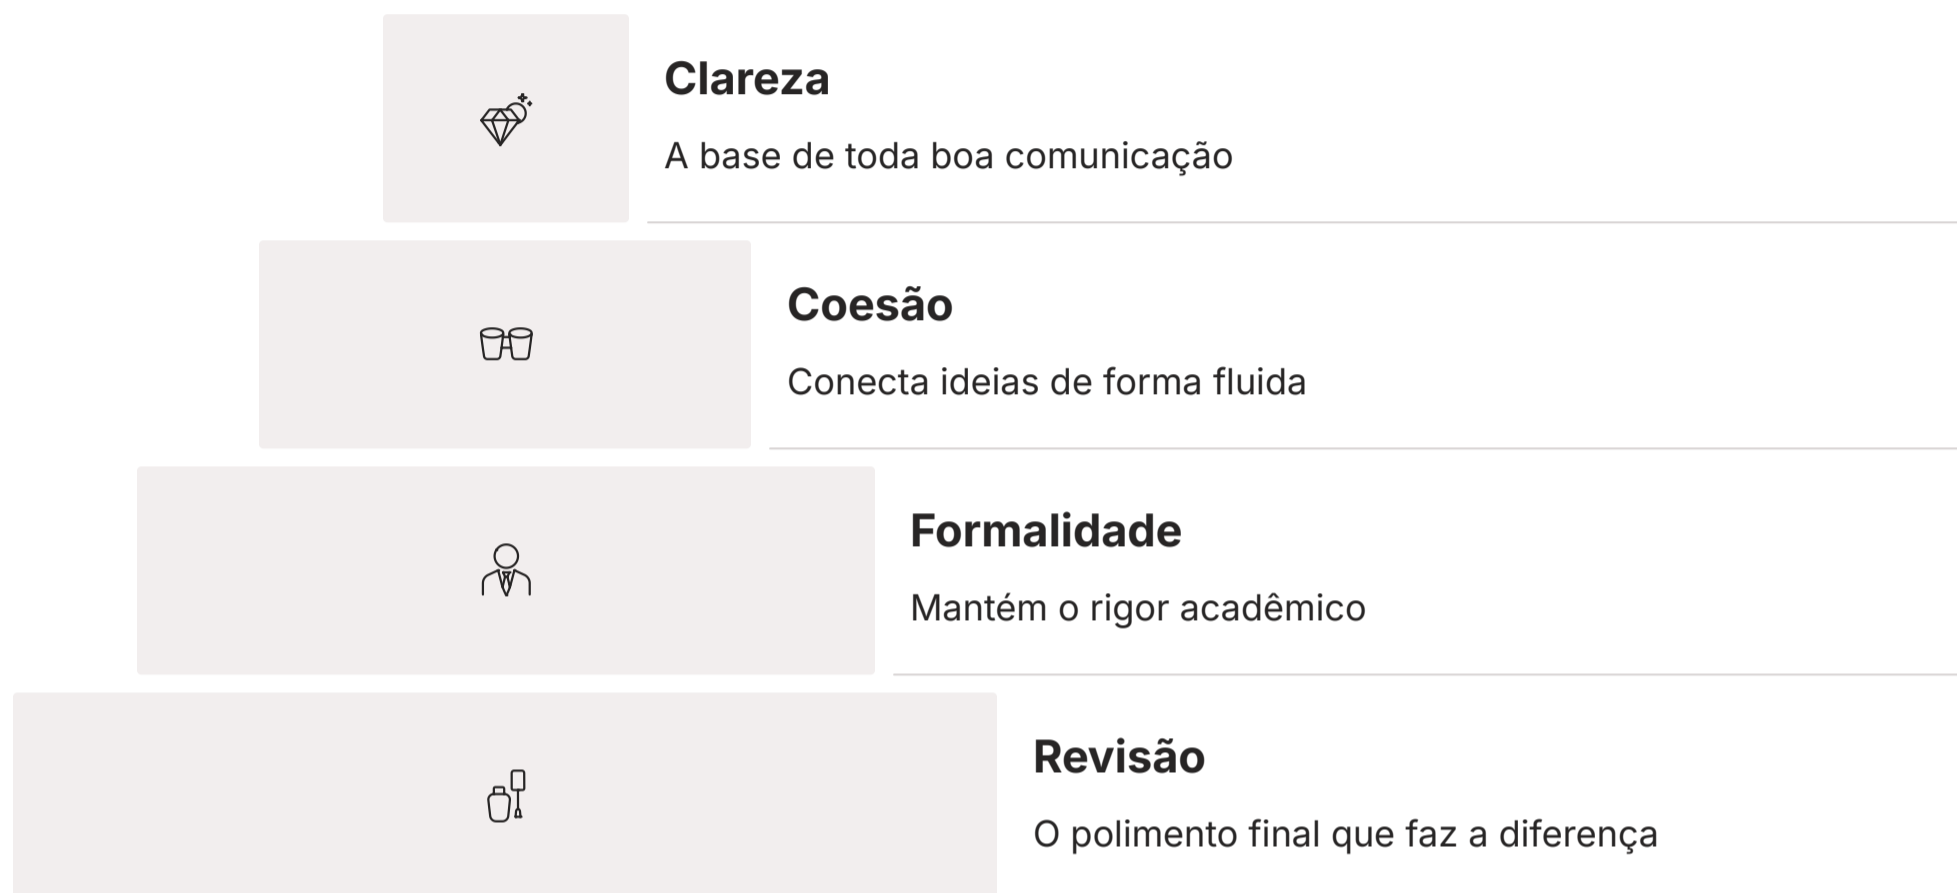 Clareza
A base de toda boa comunicação
Coesão
Conecta ideias de forma fluida
Formalidade
Mantém o rigor acadêmico
Revisão
O polimento final que faz a diferença